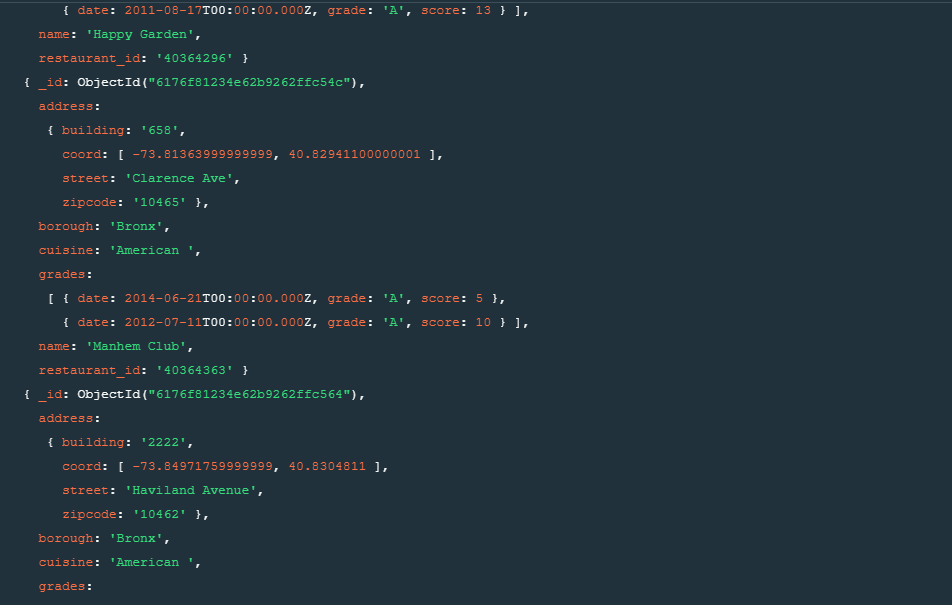 { date: 2011-08-17T00:00:00.000Z, grade: 'A', score: 13 } ],
name: 'Happy Garden',
restaurant_id: '40364296' }
{ _id: ObjectId("6176f81234e62b9262ffc54c"),
address:
{ building: '658',
coord: [ -73.81363999999999, 40.82941100000001 ],
street: 'Clarence Ave',
zipcode: '10465' },
borough: 'Bronx',
cuisine: 'American ',
grades:
[ { date: 2014-06-21T00:00:00.000Z, grade: 'A', score: 5 },
{ date: 2012-07-11T00:00:00.000Z, grade: 'A', score: 10 } ],
name: 'Manhem Club',
restaurant_id: '40364363' }
{ _id: ObjectId("6176f81234e62b9262ffc564"),
address:
{ building: '2222',
coord: [ -73.84971759999999, 40.8304811 ],
street: 'Haviland Avenue',
zipcode: '10462' },
borough: 'Bronx',
cuisine: 'American ',
grades: